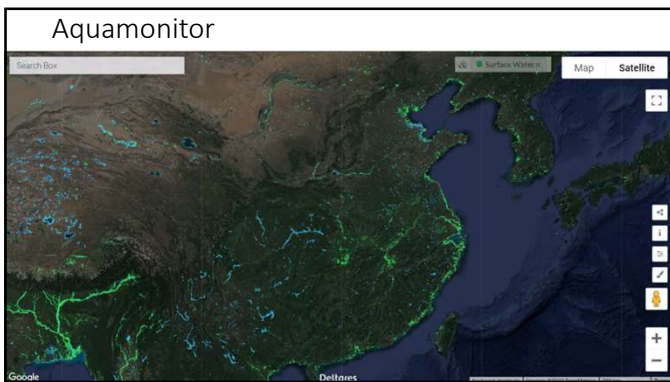 Aquamonitor
Search Box
Surface Water
Map Satellite
Google
Deltares